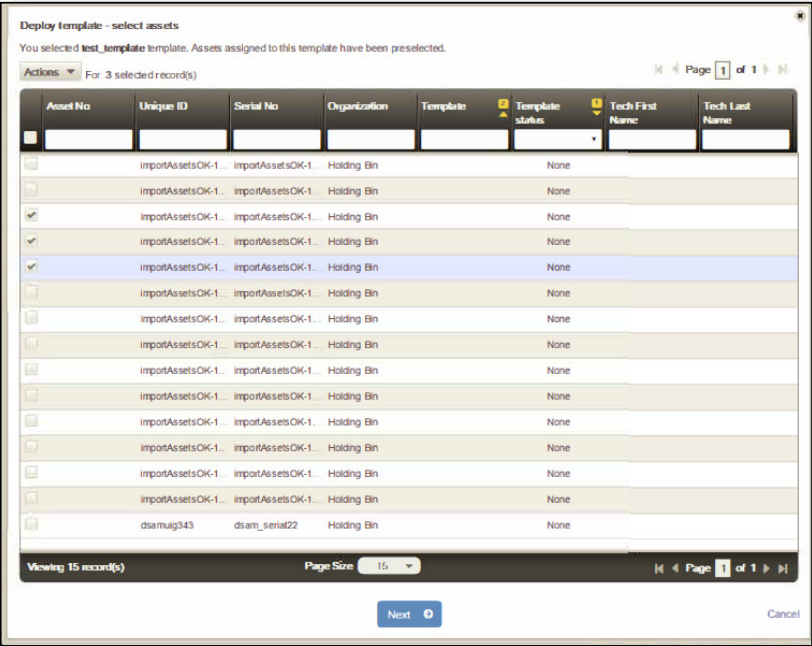 Deploy template - select assets
You selected test_template template. Assets assigned to this template have been preselected.
Actions For 3 selected record(s) Page 1 of 1
Asset No Unique ID Serial No Organization Template 2 Template status 1 Tech First Name Tech Last Name
importAssetsOK-1... importAssetsOK-1... Holding Bin None
importAssetsOK-1... importAssetsOK-1... Holding Bin None
importAssetsOK-1... importAssetsOK-1... Holding Bin None
importAssetsOK-1... importAssetsOK-1... Holding Bin None
importAssetsOK-1... importAssetsOK-1... Holding Bin None
importAssetsOK-1... importAssetsOK-1... Holding Bin None
importAssetsOK-1... importAssetsOK-1... Holding Bin None
importAssetsOK-1... importAssetsOK-1... Holding Bin None
importAssetsOK-1... importAssetsOK-1... Holding Bin None
importAssetsOK-1... importAssetsOK-1... Holding Bin None
importAssetsOK-1... importAssetsOK-1... Holding Bin None
importAssetsOK-1... importAssetsOK-1... Holding Bin None
importAssetsOK-1... importAssetsOK-1... Holding Bin None
importAssetsOK-1... importAssetsOK-1... Holding Bin None
dsamuig343 dsam_serial22 Holding Bin None
Viewing 15 record(s) Page Size 15 Page 1 of 1
Next Cancel